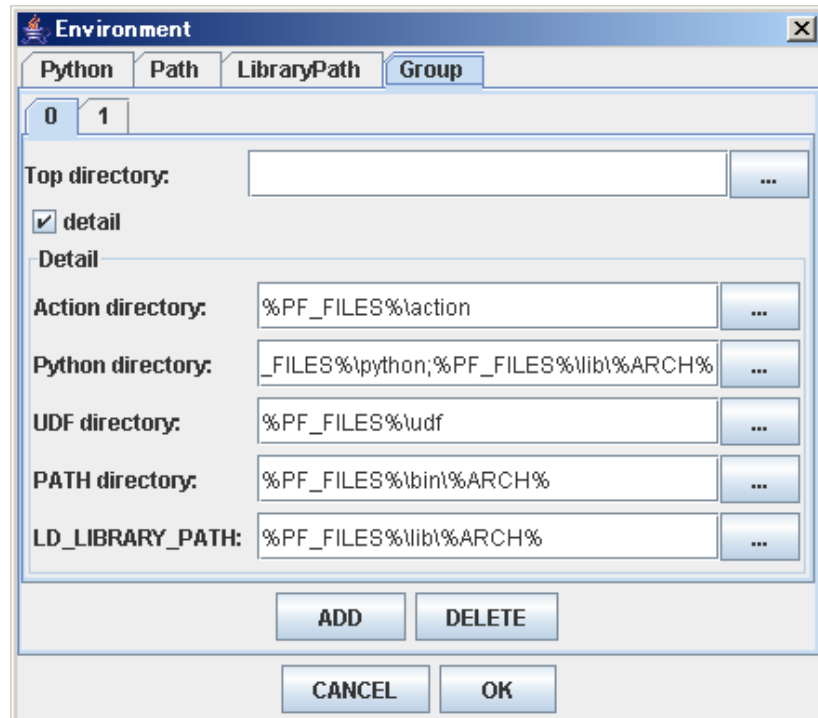 Environment
Python Path LibraryPath Group
0 1
Top directory: ...
detail
Detail
Action directory: %PF_FILES%\action ...
Python directory: _FILES%\python;%PF_FILES%\lib\%ARCH% ...
UDF directory: %PF_FILES%\udf ...
PATH directory: %PF_FILES%\bin\%ARCH% ...
LD_LIBRARY_PATH: %PF_FILES%\lib\%ARCH% ...
ADD DELETE
CANCEL OK